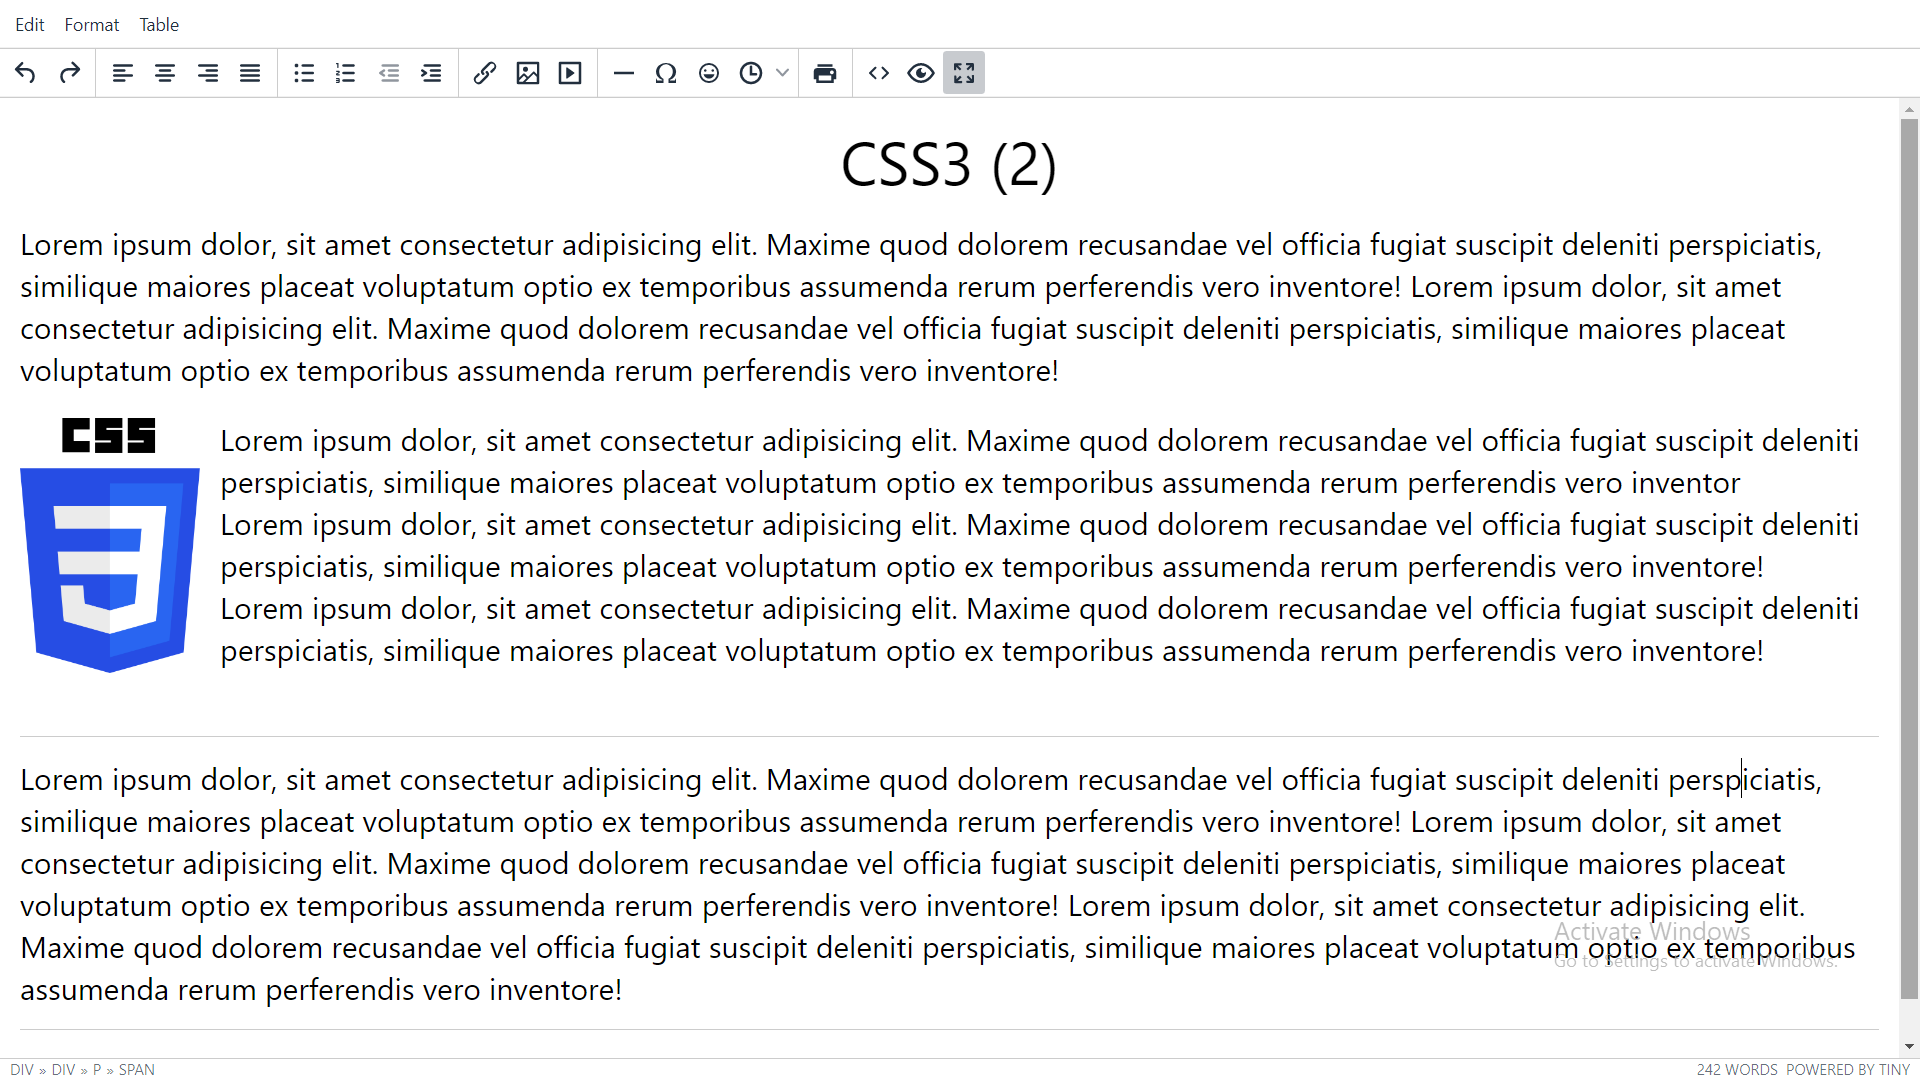 Edit Format Table
CSS3 (2)
Lorem ipsum dolor, sit amet consectetur adipisicing elit. Maxime quod dolorem recusandae vel officia fugiat suscipit deleniti perspiciatis,
similique maiores placeat voluptatum optio ex temporibus assumenda rerum perferendis vero inventore! Lorem ipsum dolor, sit amet
consectetur adipisicing elit. Maxime quod dolorem recusandae vel officia fugiat suscipit deleniti perspiciatis, similique maiores placeat
voluptatum optio ex temporibus assumenda rerum perferendis vero inventore!
CSS
Lorem ipsum dolor, sit amet consectetur adipisicing elit. Maxime quod dolorem recusandae vel officia fugiat suscipit deleniti
perspiciatis, similique maiores placeat voluptatum optio ex temporibus assumenda rerum perferendis vero inventor
Lorem ipsum dolor, sit amet consectetur adipisicing elit. Maxime quod dolorem recusandae vel officia fugiat suscipit deleniti
perspiciatis, similique maiores placeat voluptatum optio ex temporibus assumenda rerum perferendis vero inventore!
Lorem ipsum dolor, sit amet consectetur adipisicing elit. Maxime quod dolorem recusandae vel officia fugiat suscipit deleniti
perspiciatis, similique maiores placeat voluptatum optio ex temporibus assumenda rerum perferendis vero inventore!
Lorem ipsum dolor, sit amet consectetur adipisicing elit. Maxime quod dolorem recusandae vel officia fugiat suscipit deleniti perspiciatis,
similique maiores placeat voluptatum optio ex temporibus assumenda rerum perferendis vero inventore! Lorem ipsum dolor, sit amet
consectetur adipisicing elit. Maxime quod dolorem recusandae vel officia fugiat suscipit deleniti perspiciatis, similique maiores placeat
voluptatum optio ex temporibus assumenda rerum perferendis vero inventore! Lorem ipsum dolor, sit amet consectetur adipisicing elit.
Maxime quod dolorem recusandae vel officia fugiat suscipit deleniti perspiciatis, similique maiores placeat voluptatum optio ex temporibus
assumenda rerum perferendis vero inventore!
Activate Windows
Go to Settings to activate Windows.
DIV » DIV » P » SPAN
242 WORDS POWERED BY TINY